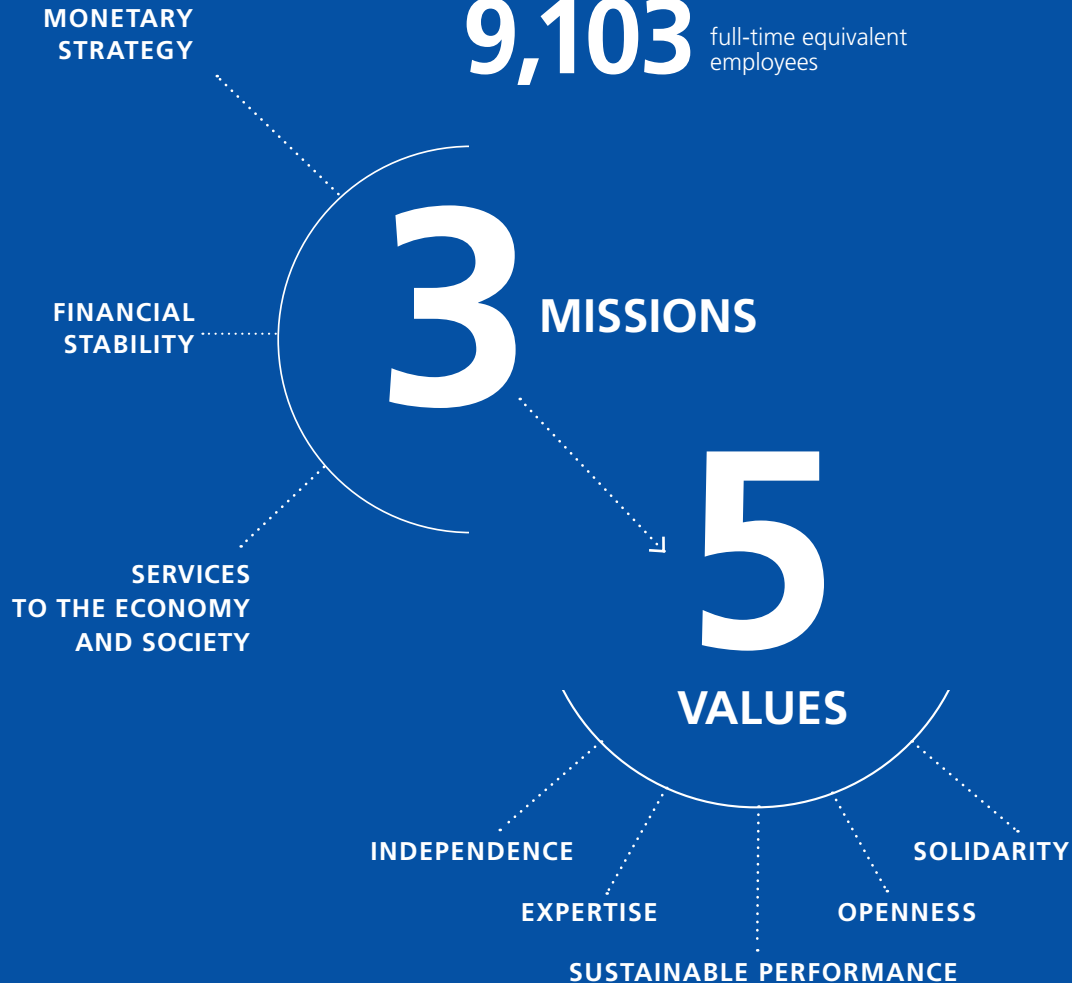 MONETARY
STRATEGY
9,103 full-time equivalent
employees
3 MISSIONS
FINANCIAL
STABILITY
SERVICES
TO THE ECONOMY
AND SOCIETY
5
VALUES
INDEPENDENCE
EXPERTISE
SUSTAINABLE PERFORMANCE
OPENNESS
SOLIDARITY